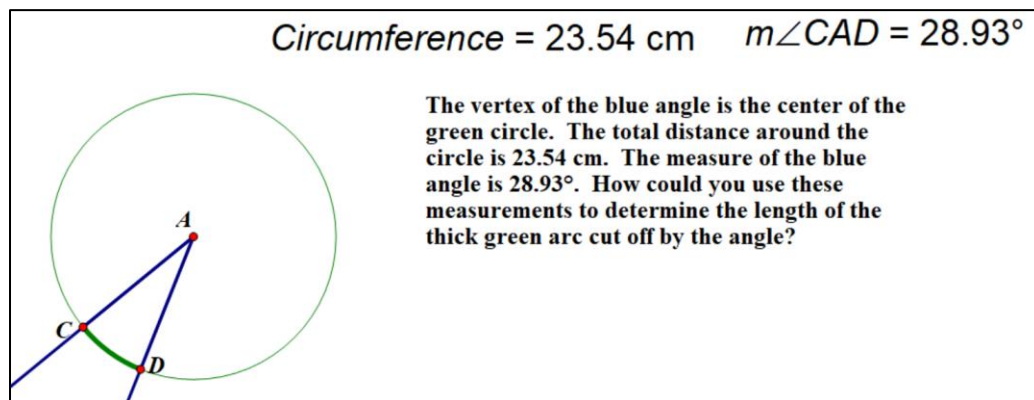 Circumference = 23.54 cm m∠CAD = 28.93°
The vertex of the blue angle is the center of the
green circle. The total distance around the
circle is 23.54 cm. The measure of the blue
angle is 28.93°. How could you use these
measurements to determine the length of the
thick green arc cut off by the angle?
A
C
D